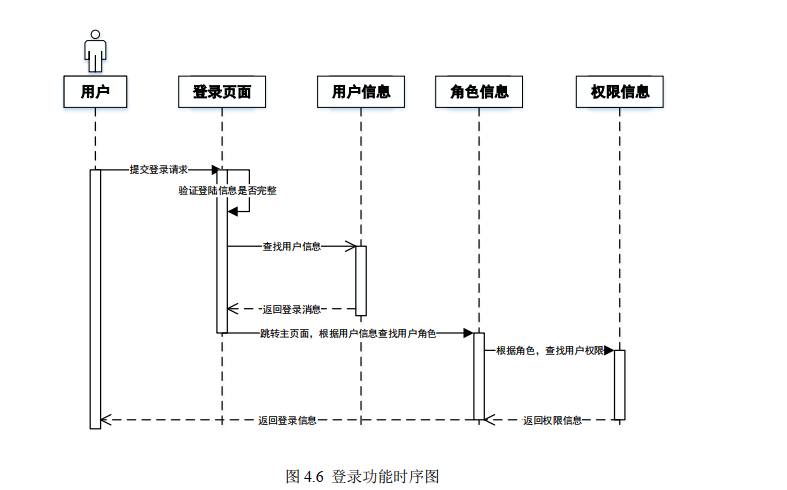 用户
登录页面
用户信息
角色信息
权限信息
提交登录请求
验证登陆信息是否完整
查找用户信息
返回登录消息
跳转主页面，根据用户信息查找用户角色
根据角色，查找用户权限
返回登录信息
返回权限信息
图 4.6 登录功能时序图